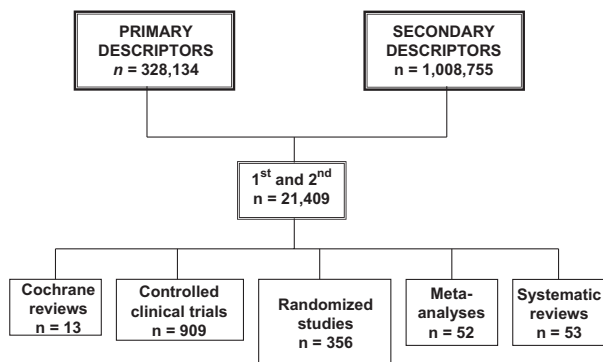 PRIMARY
DESCRIPTORS
n = 328,134
SECONDARY
DESCRIPTORS
n = 1,008,755
1st and 2nd
n = 21,409
Cochrane
reviews
n = 13
Controlled
clinical trials
n = 909
Randomized
studies
n = 356
Meta-
analyses
n = 52
Systematic
reviews
n = 53